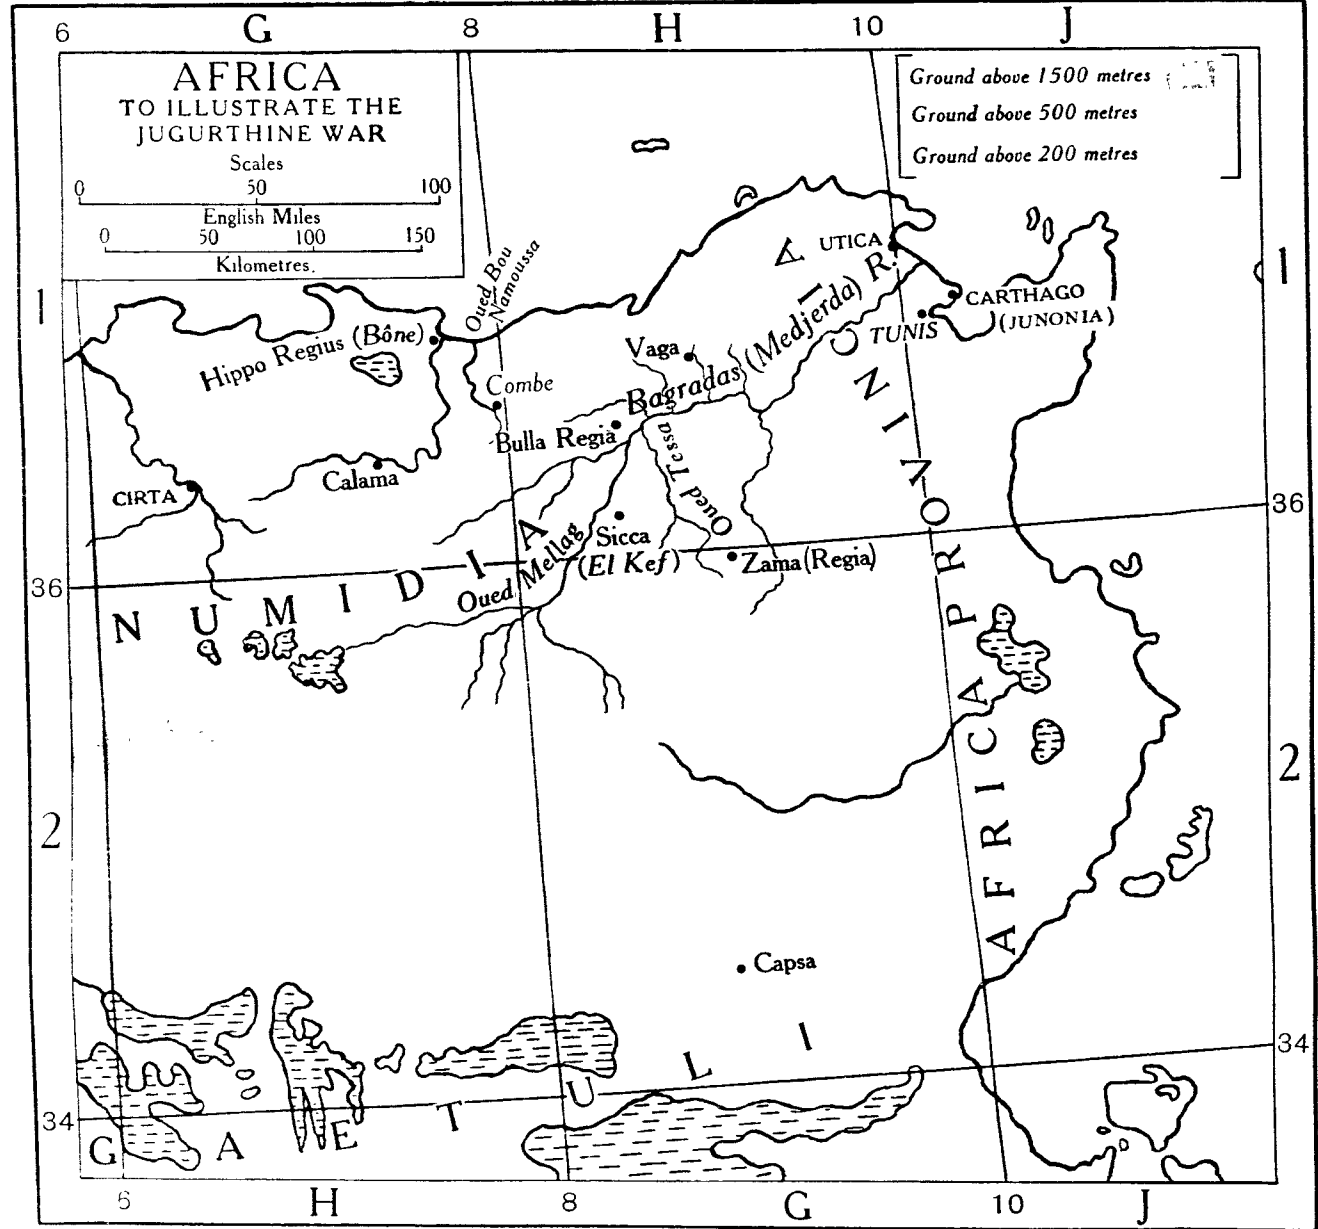 6 G 8 H 10 J
AFRICA
TO ILLUSTRATE THE
JUGURTHINE WAR
Scales
0 50 100
English Miles
0 50 100 150
Kilometres.
Ground above 1500 metres
Ground above 500 metres
Ground above 200 metres
1
1
UTICA
Oued Bou
Namoussa
CARTHAGO
(JUNONIA)
TUNIS
Hippo Regius (Bône)
Vaga
Bagradas (Medjerda) R.
Combe
Bulla Regia
Calama
CIRTA
Oued Tessa
36
Sicca
(El Kef)
Zama (Regia)
Oued Mellag
36
NUMIDIA
AFRICA PROVINCIA
2
2
Capsa
34
34
GAETULI
6 H 8 G 10 J